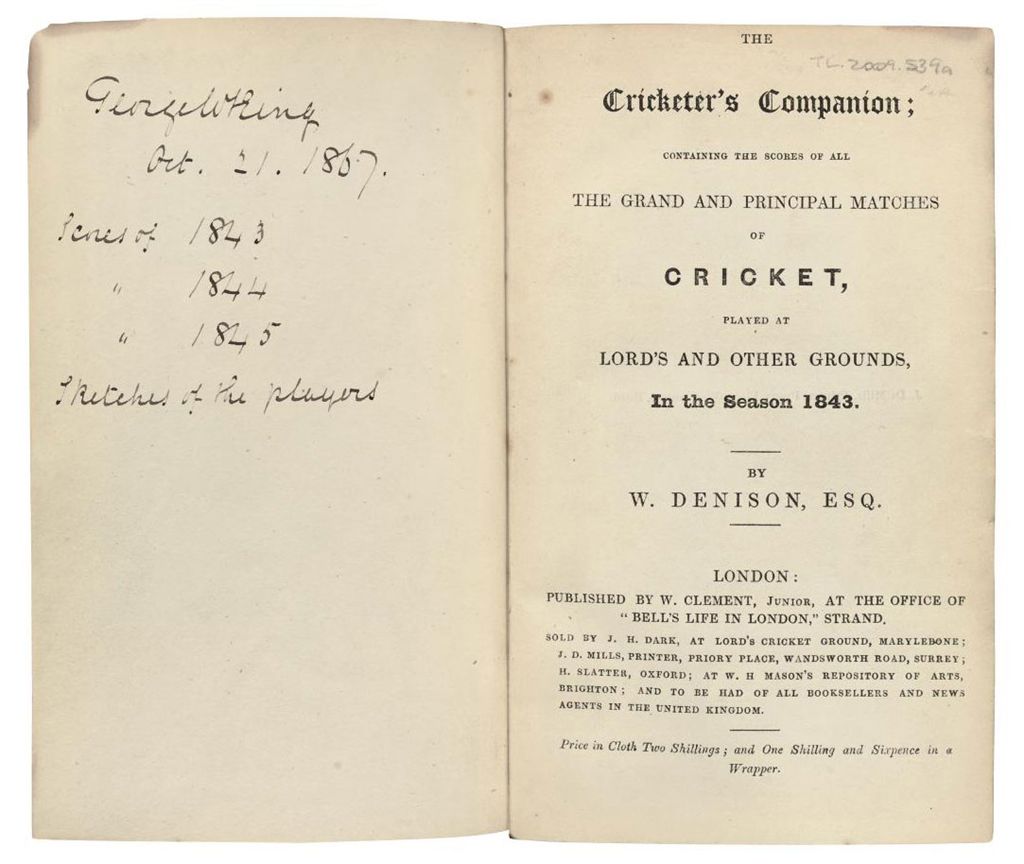 George W King
Oct. 21. 1867.
Scores of 1843
" 1844
" 1845
Sketches of the players
TL.2009.539a
THE
Cricketer's Companion;
CONTAINING THE SCORES OF ALL
THE GRAND AND PRINCIPAL MATCHES
OF
CRICKET,
PLAYED AT
LORD'S AND OTHER GROUNDS,
In the Season 1843.
BY
W. DENISON, ESQ.
LONDON:
PUBLISHED BY W. CLEMENT, JUNIOR, AT THE OFFICE OF
"BELL'S LIFE IN LONDON," STRAND.
SOLD BY J. H. DARK, AT LORD'S CRICKET GROUND, MARYLEBONE;
J. D. MILLS, PRINTER, PRIORY PLACE, WANDSWORTH ROAD, SURREY;
H. SLATTER, OXFORD; AT W. H MASON'S REPOSITORY OF ARTS,
BRIGHTON; AND TO BE HAD OF ALL BOOKSELLERS AND NEWS
AGENTS IN THE UNITED KINGDOM.
Price in Cloth Two Shillings; and One Shilling and Sixpence in a
Wrapper.